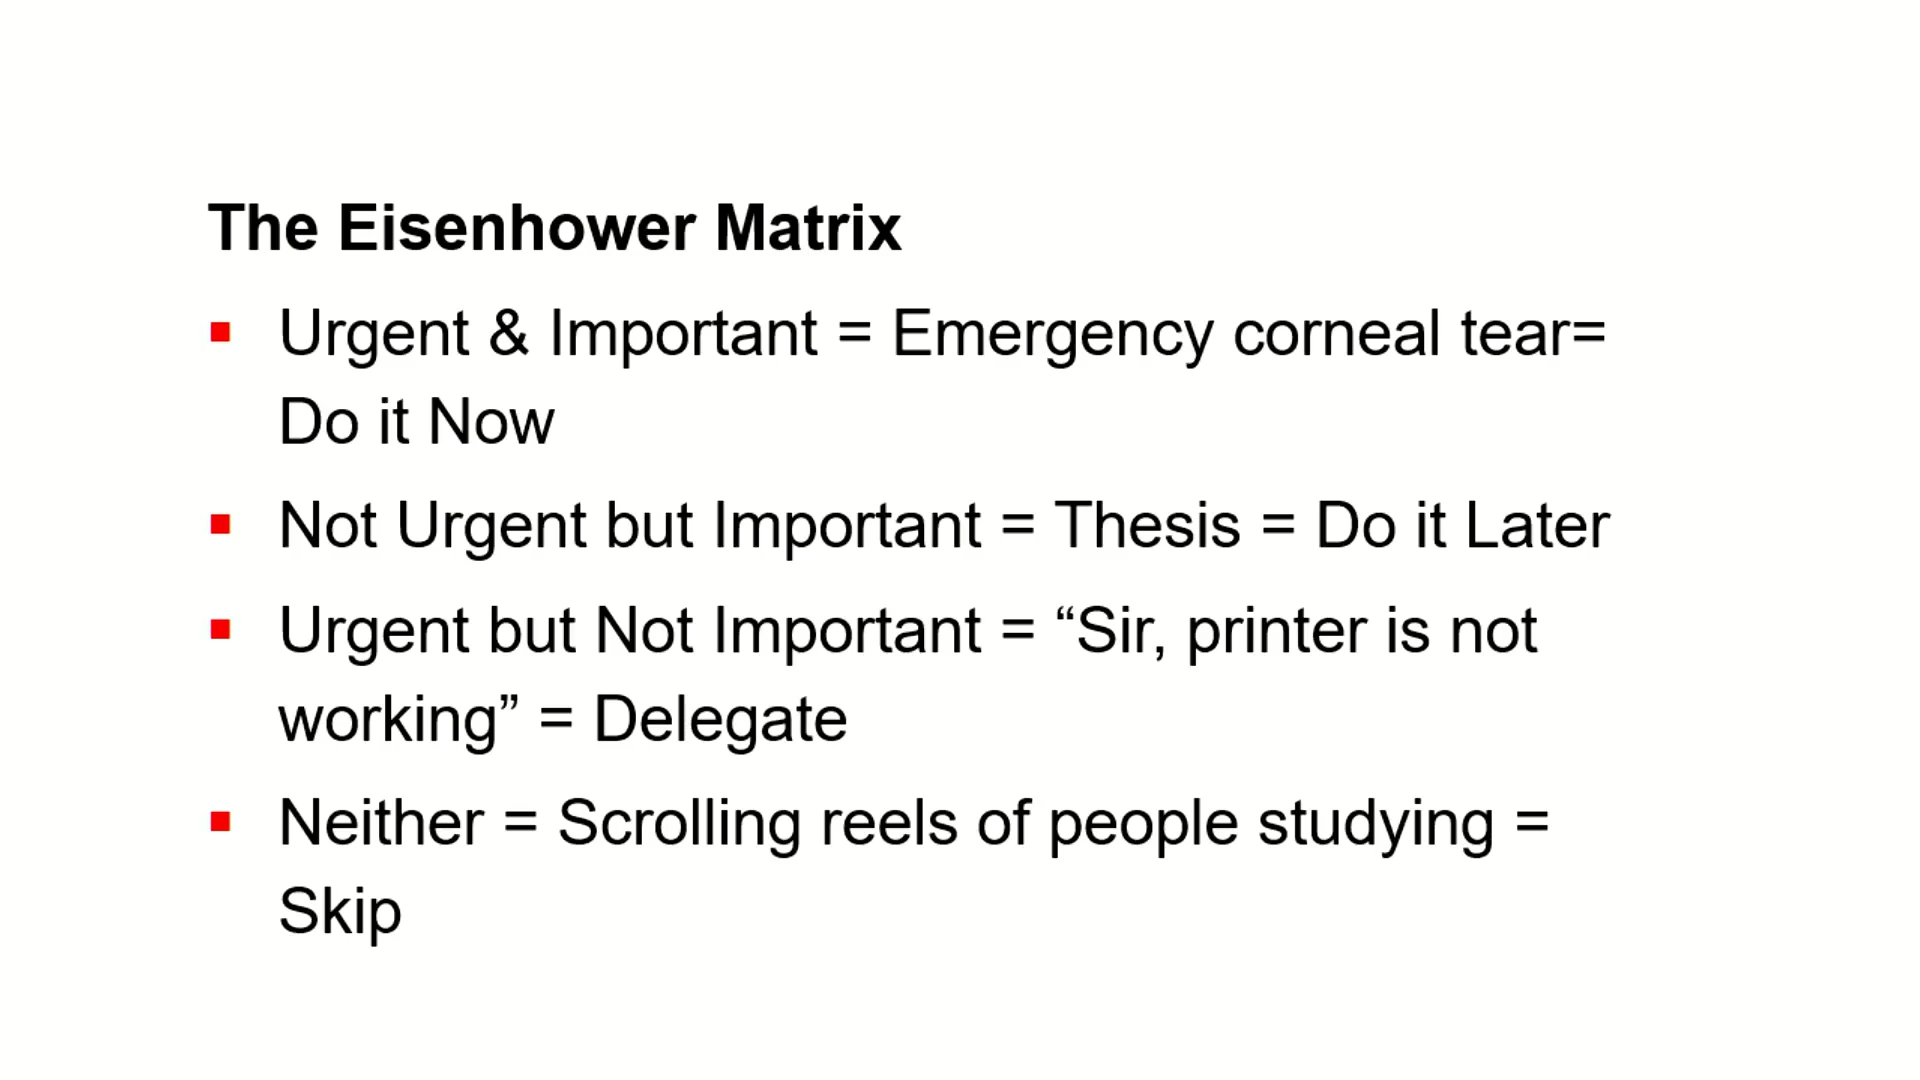 The Eisenhower Matrix
Urgent & Important = Emergency corneal tear=
Do it Now
Not Urgent but Important = Thesis = Do it Later
Urgent but Not Important = “Sir, printer is not
working” = Delegate
Neither = Scrolling reels of people studying =
Skip